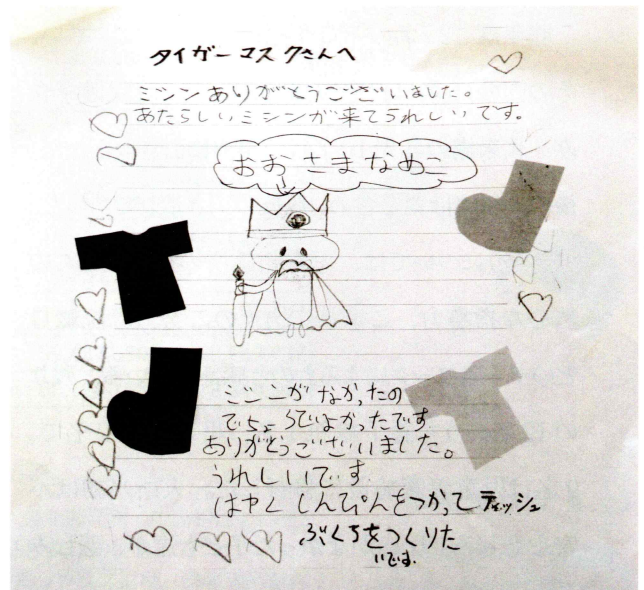 タイガーマスクさんへ
ミシンありがとうございました。
あたらしいミシンが来てうれしいです。
おおさまなめこ
ミシンがなかったの
でちょうどよかったです
ありがとうございました。
うれしいです
はやくしんぴんをつかってティッシュ
ぶくろをつくりた
いです。